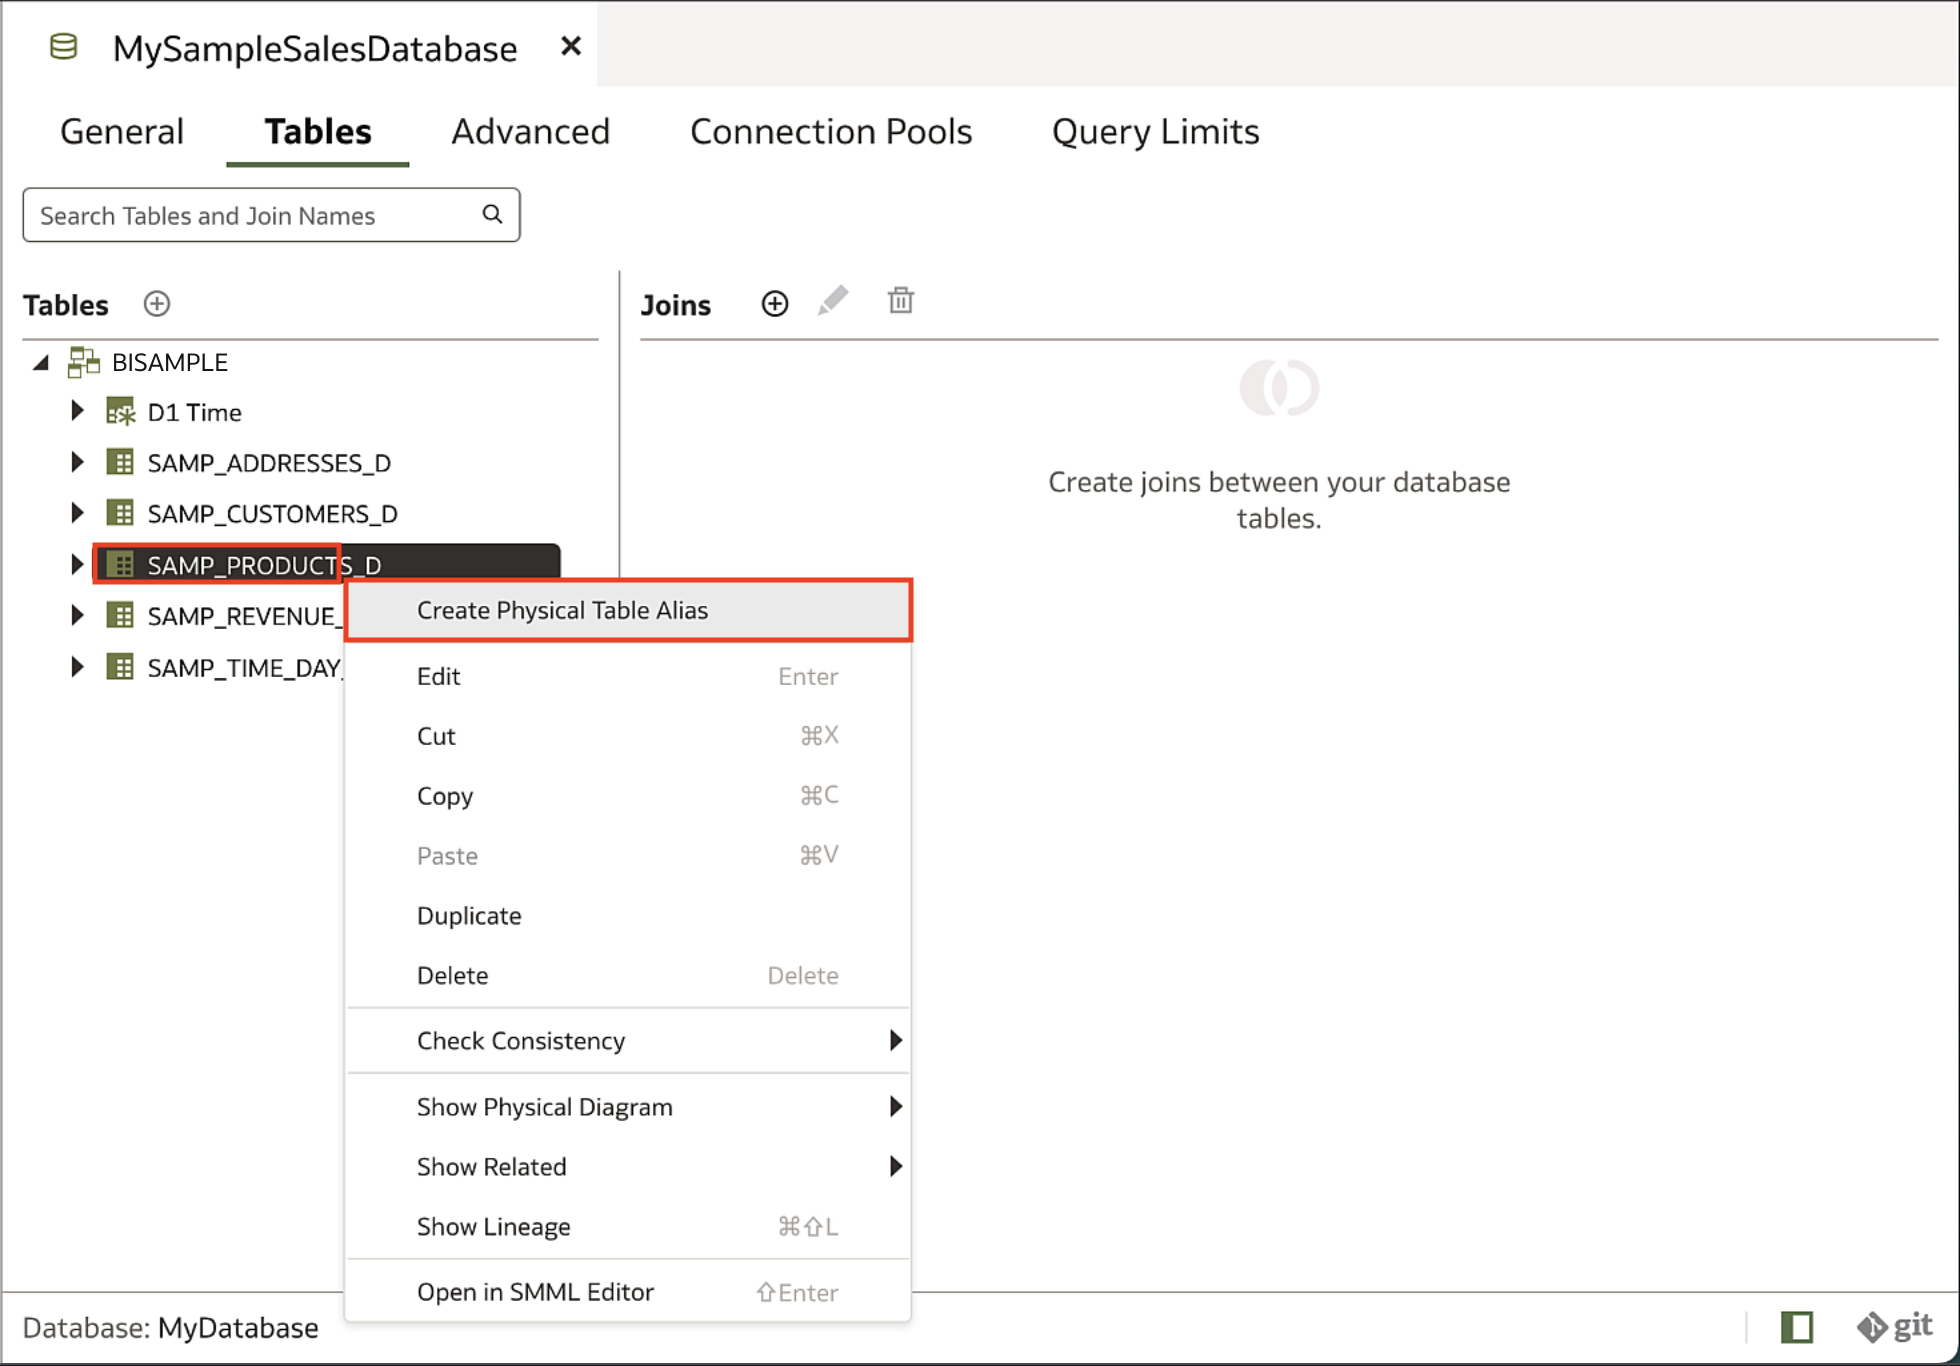 MySampleSalesDatabase
General Tables Advanced Connection Pools Query Limits
Search Tables and Join Names
Tables
Joins
BISAMPLE
D1 Time
SAMP_ADDRESSES_D
SAMP_CUSTOMERS_D
SAMP_PRODUCTS_D
SAMP_REVENUE_
SAMP_TIME_DAY_
Create joins between your database
tables.
Create Physical Table Alias
Edit Enter
Cut ⌘X
Copy ⌘C
Paste ⌘V
Duplicate
Delete Delete
Check Consistency
Show Physical Diagram
Show Related
Show Lineage ⌘⇧L
Open in SMML Editor ⇧Enter
Database: MyDatabase
git